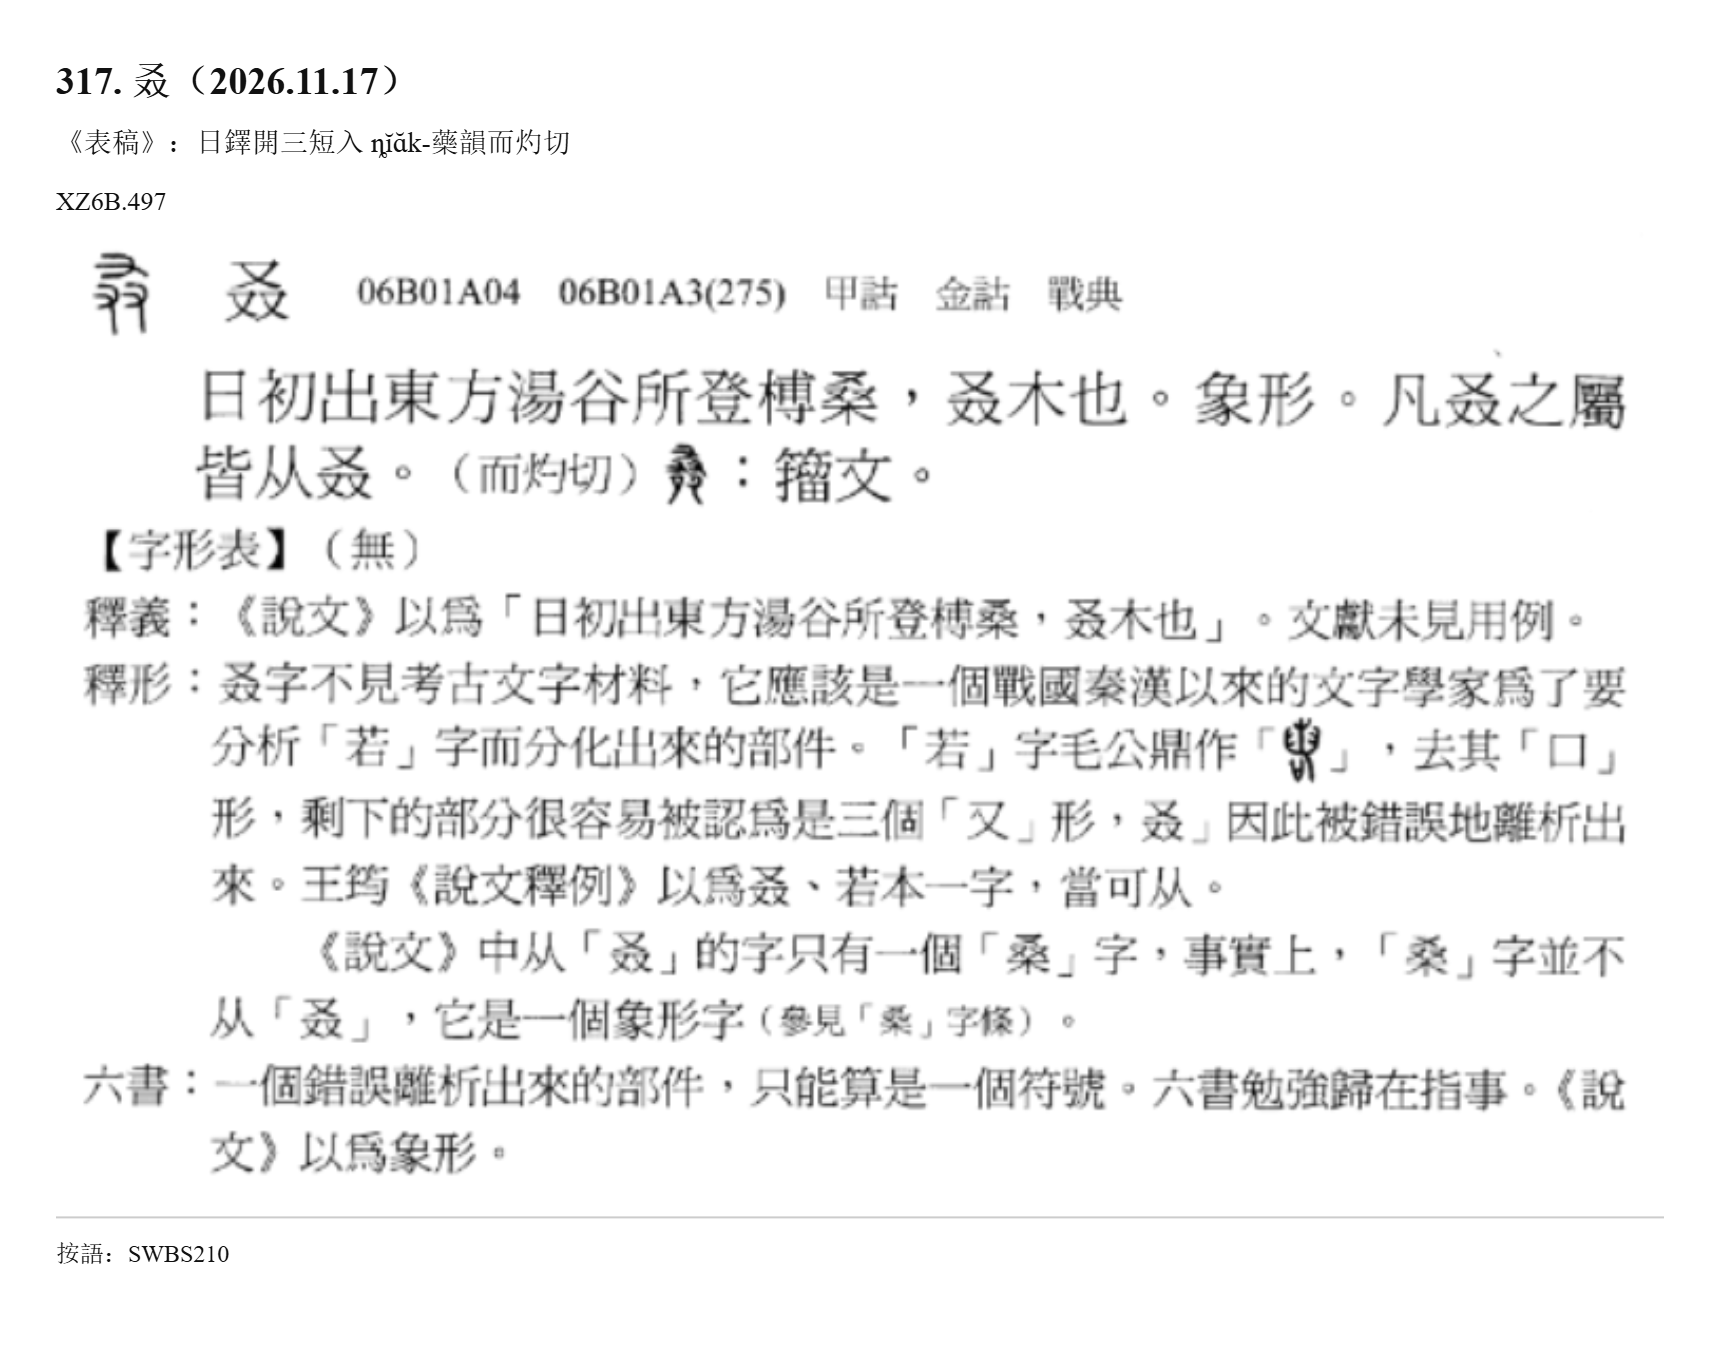 317. 叒（2026.11.17）
《表稿》：日鐸開三短入 ȵĭăk-藥韻而灼切
XZ6B.497
叒 06B01A04 06B01A3(275) 甲詁 金詁 戰典
日初出東方湯谷所登榑桑，叒木也。象形。凡叒之屬
皆从叒。（而灼切）：籀文。
【字形表】（無）
釋義：《說文》以爲「日初出東方湯谷所登榑桑，叒木也」。文獻未見用例。
釋形：叒字不見考古文字材料，它應該是一個戰國秦漢以來的文字學家爲了要
分析「若」字而分化出來的部件。「若」字毛公鼎作「」，去其「口」
形，剩下的部分很容易被認爲是三個「又」形，叒」因此被錯誤地離析出
來。王筠《說文釋例》以爲叒、若本一字，當可从。
《說文》中从「叒」的字只有一個「桑」字，事實上，「桑」字並不
从「叒」，它是一個象形字（參見「桑」字條）。
六書：一個錯誤離析出來的部件，只能算是一個符號。六書勉強歸在指事。《說
文》以爲象形。
按語：SWBS210